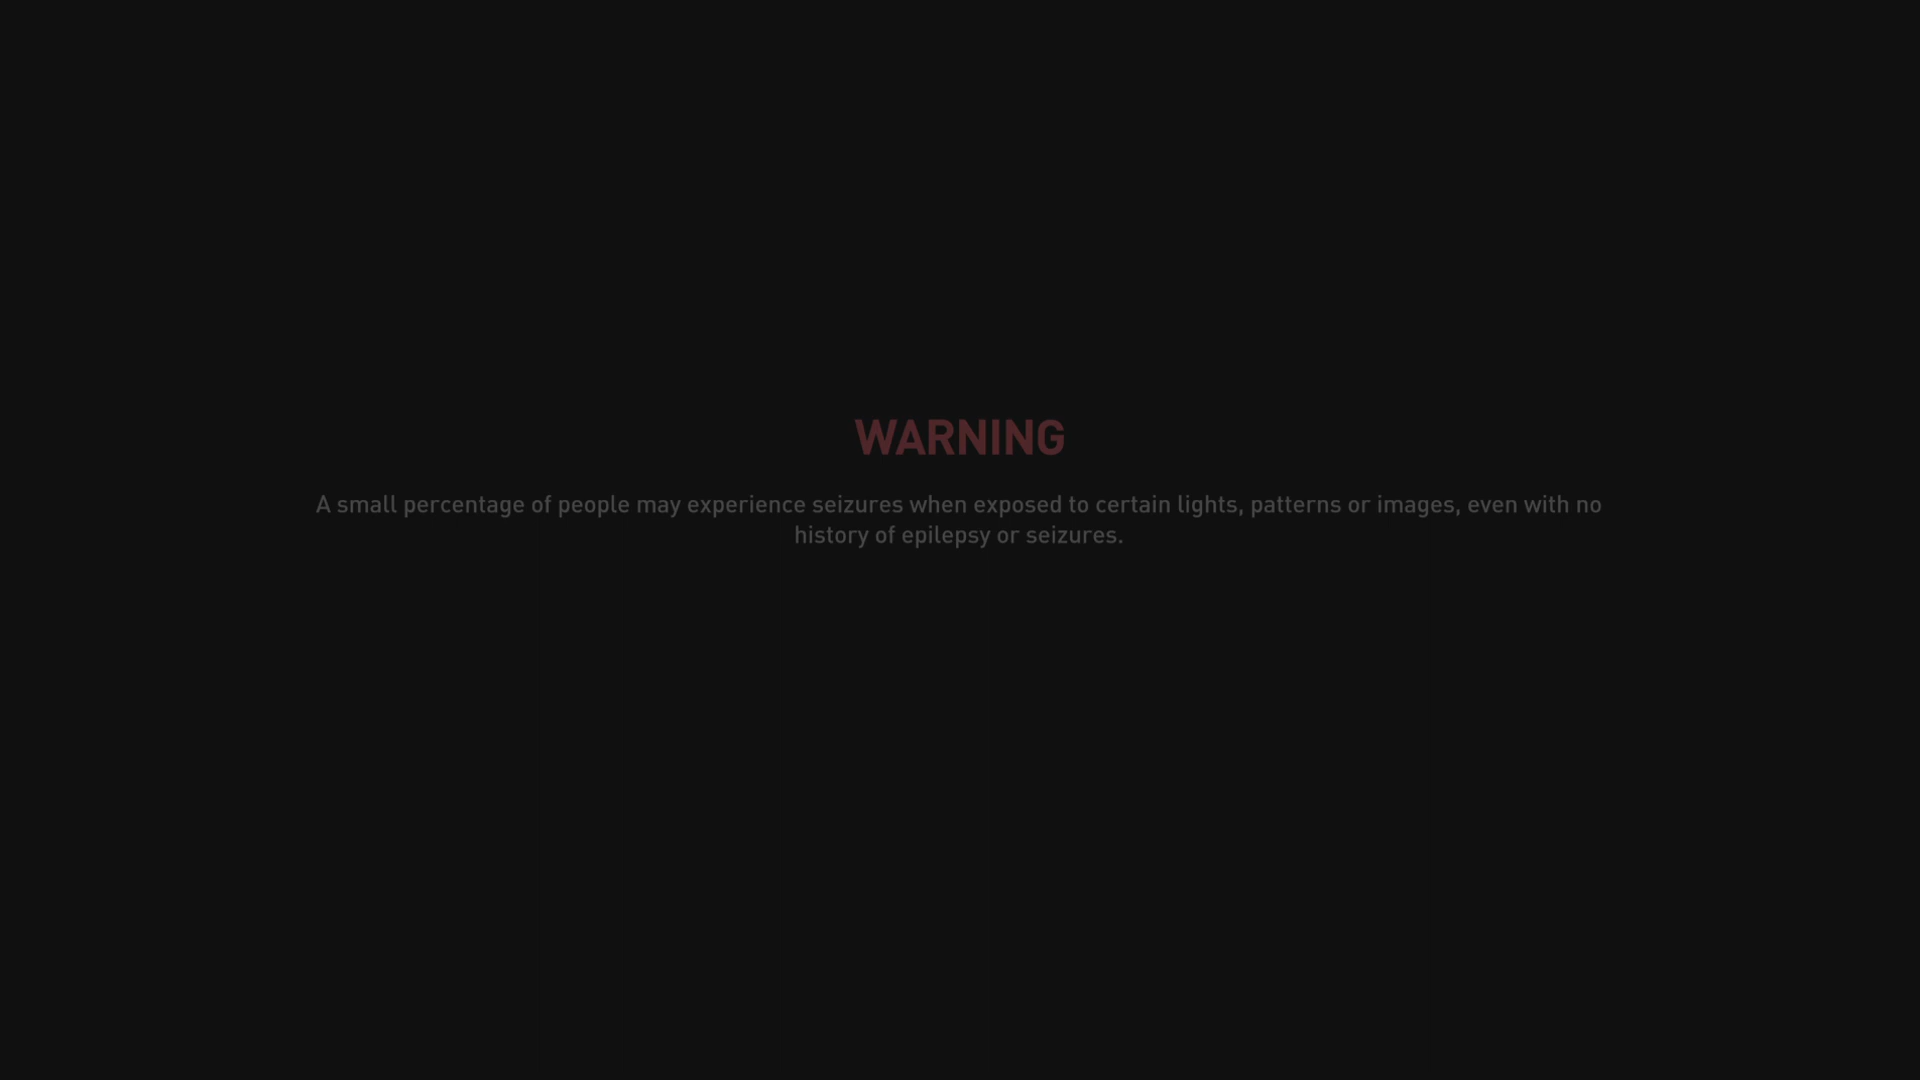 WARNING
A small percentage of people may experience seizures when exposed to certain lights, patterns or images, even with no
history of epilepsy or seizures.